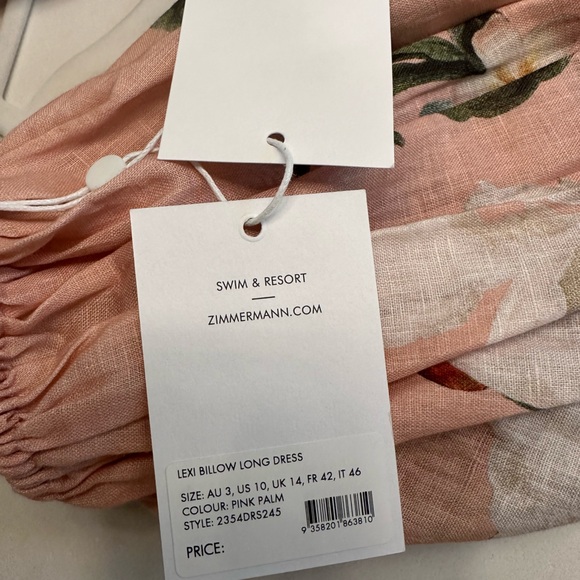 SWIM & RESORT
ZIMMERMANN.COM
LEXI BILLOW LONG DRESS
SIZE: AU 3, US 10, UK 14, FR 42, IT 46
COLOUR: PINK PALM
STYLE: 2354DRS245
9 358201 863810
PRICE: